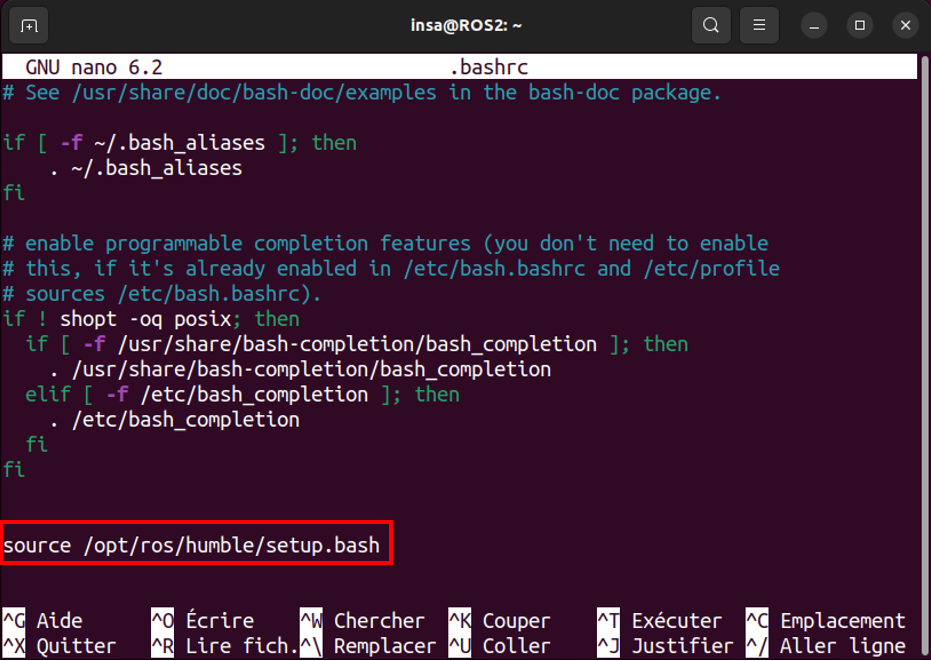 insa@ROS2: ~
GNU nano 6.2 .bashrc
# See /usr/share/doc/bash-doc/examples in the bash-doc package.
if [ -f ~/.bash_aliases ]; then
    . ~/.bash_aliases
fi
# enable programmable completion features (you don't need to enable
# this, if it's already enabled in /etc/bash.bashrc and /etc/profile
# sources /etc/bash.bashrc).
if ! shopt -oq posix; then
  if [ -f /usr/share/bash-completion/bash_completion ]; then
    . /usr/share/bash-completion/bash_completion
  elif [ -f /etc/bash_completion ]; then
    . /etc/bash_completion
  fi
fi
source /opt/ros/humble/setup.bash
^G Aide ^O Écrire ^W Chercher ^K Couper ^T Exécuter ^C Emplacement
^X Quitter ^R Lire fich. ^\ Remplacer ^U Coller ^J Justifier ^/ Aller ligne